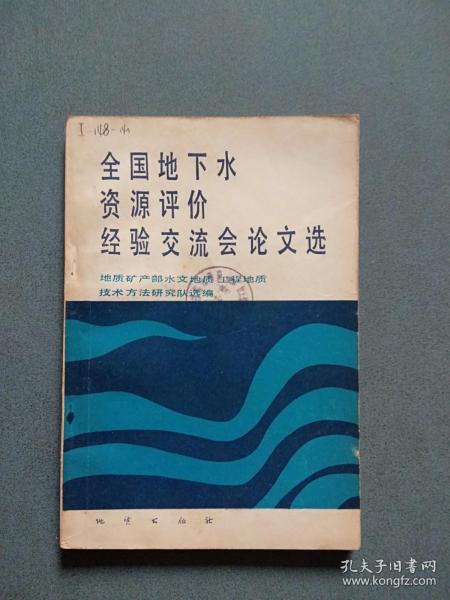 全国地下水
资源评价
经验交流会论文选
地质矿产部水文地质工程地质
技术方法研究队选编
地质出版社
孔夫子旧书网
www.kongfz.com